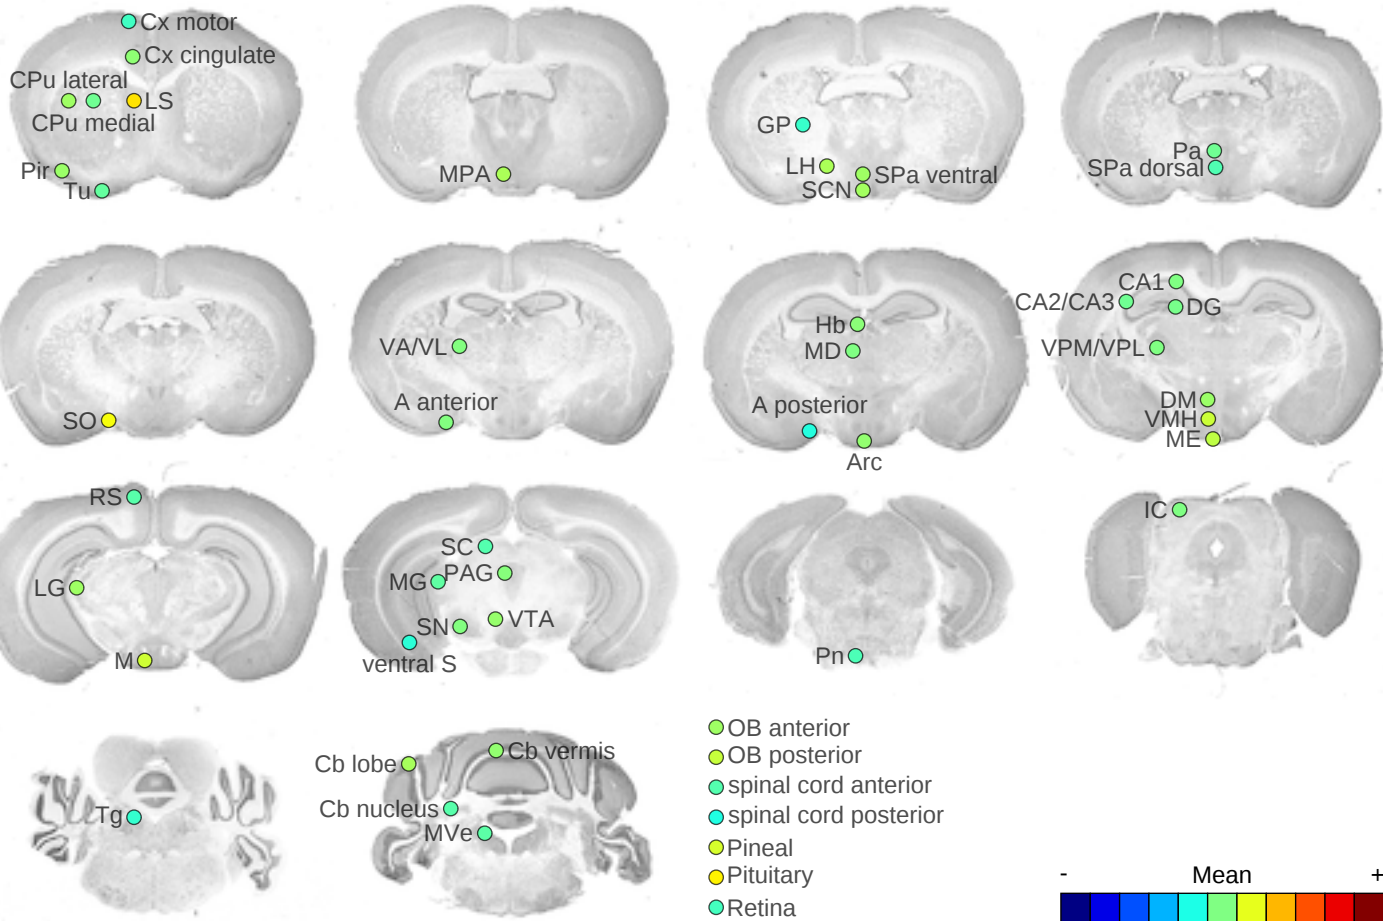 Cx motor
Cx cingulate
CPu lateral
LS
CPu medial
Pir
Tu
MPA
GP
LH
SPa ventral
SCN
Pa
SPa dorsal
SO
VA/VL
A anterior
Hb
MD
A posterior
Arc
CA1
CA2/CA3
DG
VPM/VPL
DM
VMH
ME
RS
LG
M
SC
MG
PAG
SN
VTA
ventral S
Pn
IC
Tg
Cb lobe
Cb vermis
Cb nucleus
MVe
OB anterior
OB posterior
spinal cord anterior
spinal cord posterior
Pineal
Pituitary
Retina
- Mean +